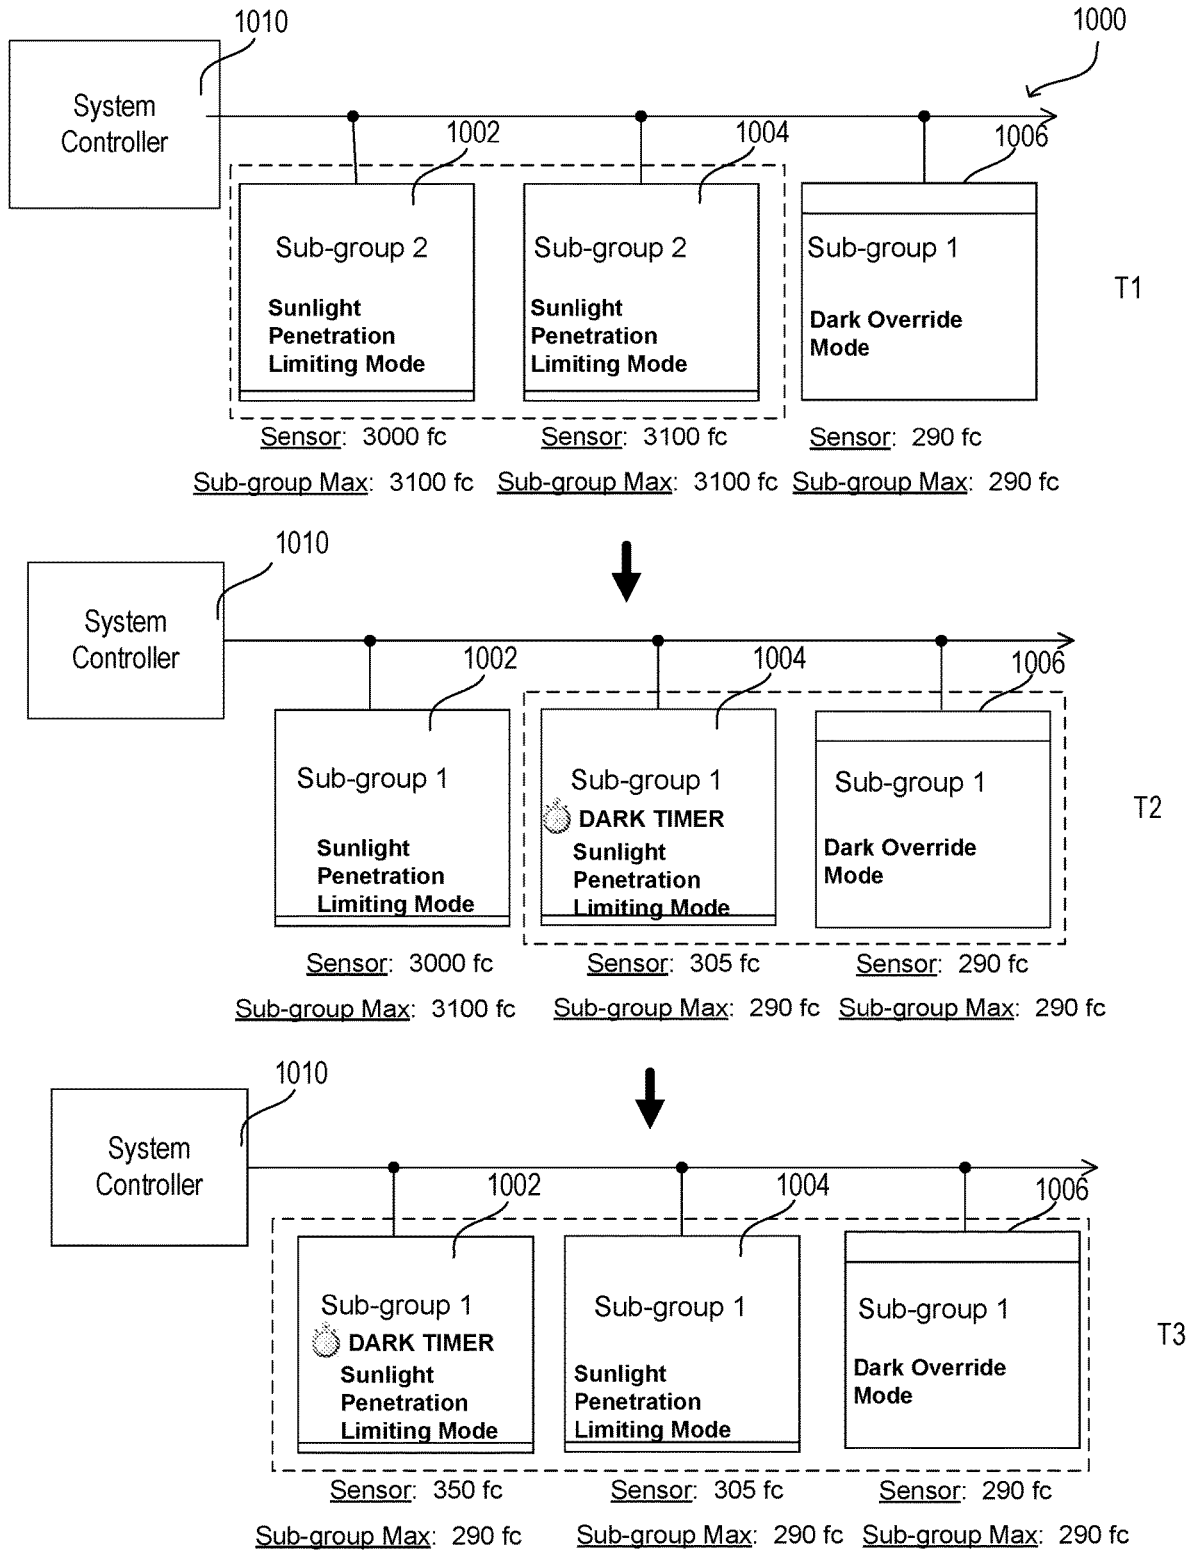 1010
1000
System
Controller
1002
1004
1006
Sub-group 2
Sunlight
Penetration
Limiting Mode
Sub-group 2
Sunlight
Penetration
Limiting Mode
Sub-group 1
Dark Override
Mode
T1
Sensor: 3000 fc
Sensor: 3100 fc
Sensor: 290 fc
Sub-group Max: 3100 fc
Sub-group Max: 3100 fc
Sub-group Max: 290 fc
1010
System
Controller
1002
1004
1006
Sub-group 1
Sunlight
Penetration
Limiting Mode
Sub-group 1
DARK TIMER
Sunlight
Penetration
Limiting Mode
Sub-group 1
Dark Override
Mode
T2
Sensor: 3000 fc
Sensor: 305 fc
Sensor: 290 fc
Sub-group Max: 3100 fc
Sub-group Max: 290 fc
Sub-group Max: 290 fc
1010
System
Controller
1002
1004
1006
Sub-group 1
DARK TIMER
Sunlight
Penetration
Limiting Mode
Sub-group 1
Sunlight
Penetration
Limiting Mode
Sub-group 1
Dark Override
Mode
T3
Sensor: 350 fc
Sensor: 305 fc
Sensor: 290 fc
Sub-group Max: 290 fc
Sub-group Max: 290 fc
Sub-group Max: 290 fc